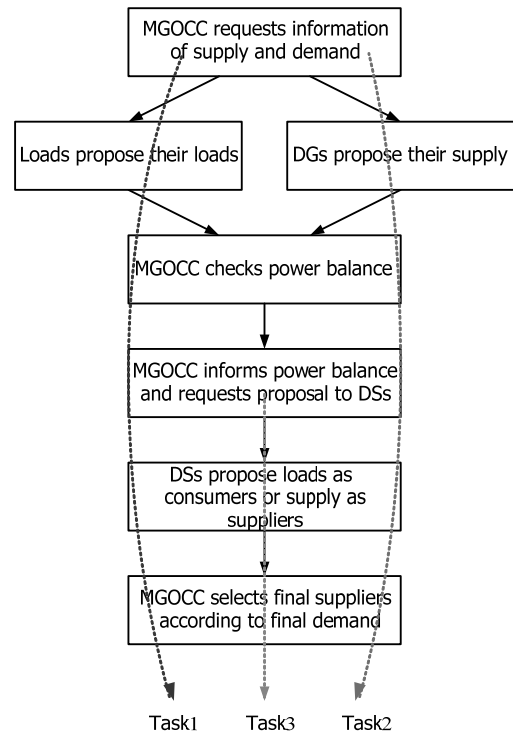 MGOCC requests information
of supply and demand
Loads propose their loads
DGs propose their supply
MGOCC checks power balance
MGOCC informs power balance
and requests proposal to DSs
DSs propose loads as
consumers or supply as
suppliers
MGOCC selects final suppliers
according to final demand
Task1
Task3
Task2